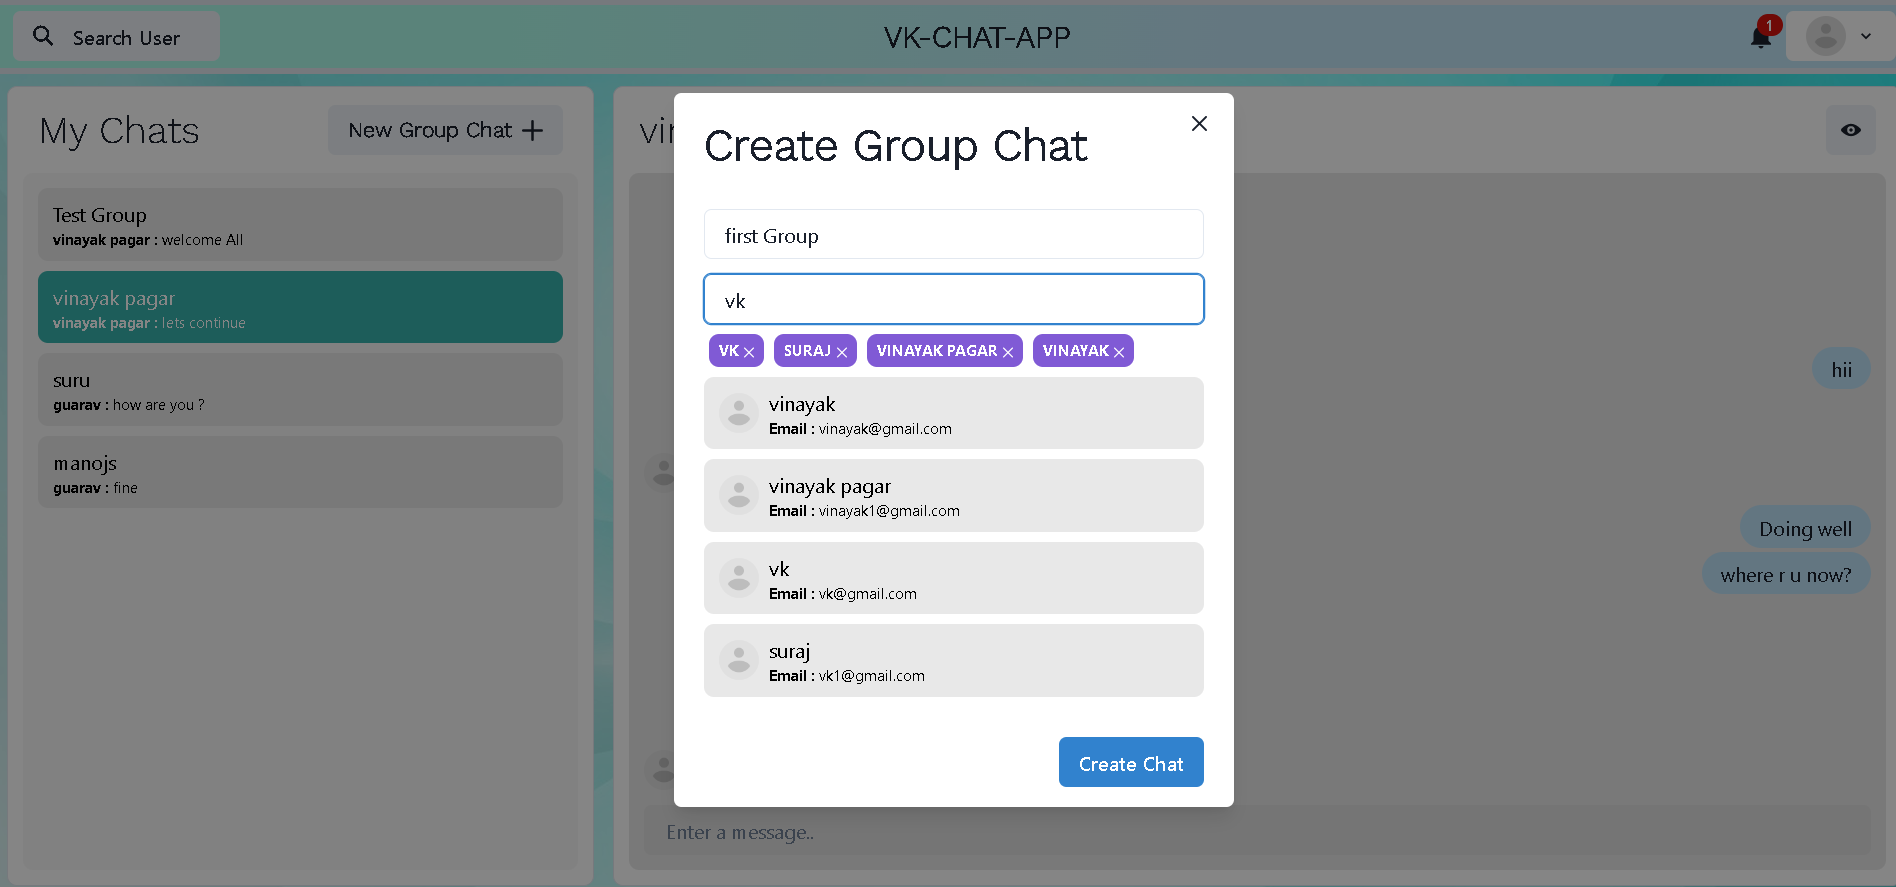 Search User
VK-CHAT-APP
1
My Chats
New Group Chat
Test Group
vinayak pagar : welcome All
vinayak pagar
vinayak pagar : lets continue
suru
guarav : how are you ?
manojs
guarav : fine
vin
hii
Doing well
where r u now?
Enter a message..
Create Group Chat
first Group
vk
VK SURAJ VINAYAK PAGAR VINAYAK
vinayak
Email : vinayak@gmail.com
vinayak pagar
Email : vinayak1@gmail.com
vk
Email : vk@gmail.com
suraj
Email : vk1@gmail.com
Create Chat